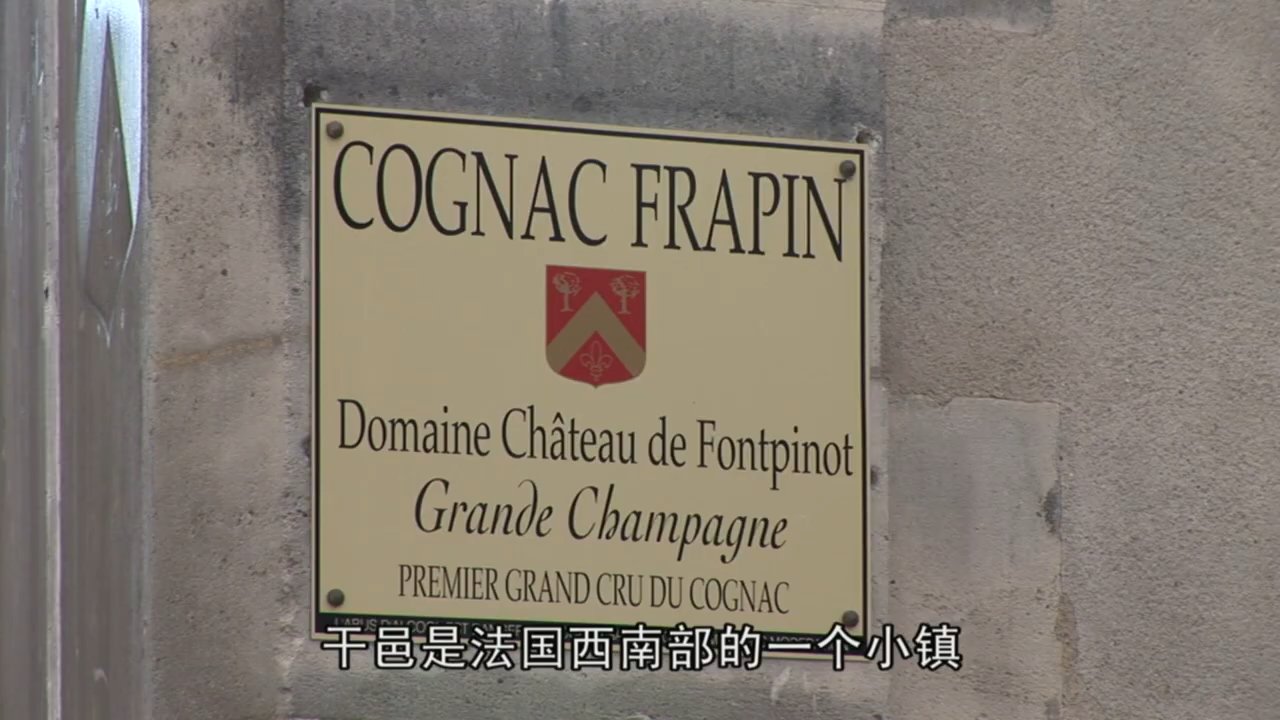 COGNAC FRAPIN
Domaine Château de Fontpinot
Grande Champagne
PREMIER GRAND CRU DU COGNAC
干邑是法国西南部的一个小镇